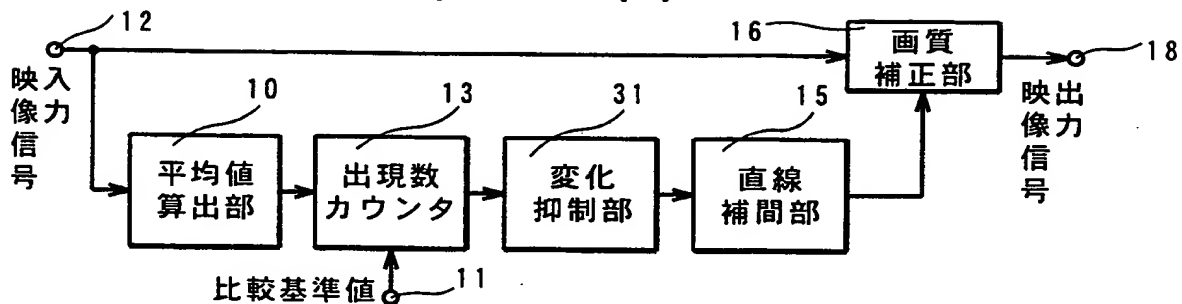 12
16
画質
補正部
18
入力
映像信号
出力
映像信号
10
13
31
15
平均値
算出部
出現数
カウンタ
変化
抑制部
直線
補間部
比較基準値
11